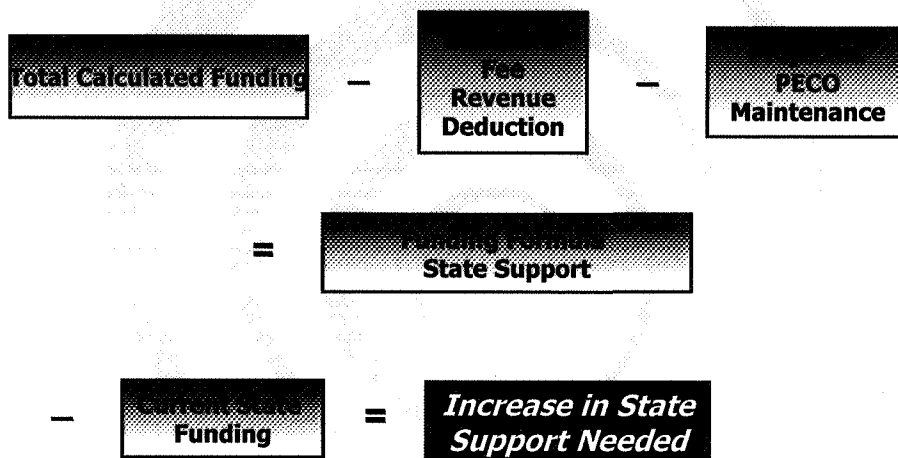 Total Calculated Funding
−
Fee
Revenue
Deduction
−
PECO
Maintenance
=
Funding Formula
State Support
−
Current State
Funding
=
Increase in State
Support Needed